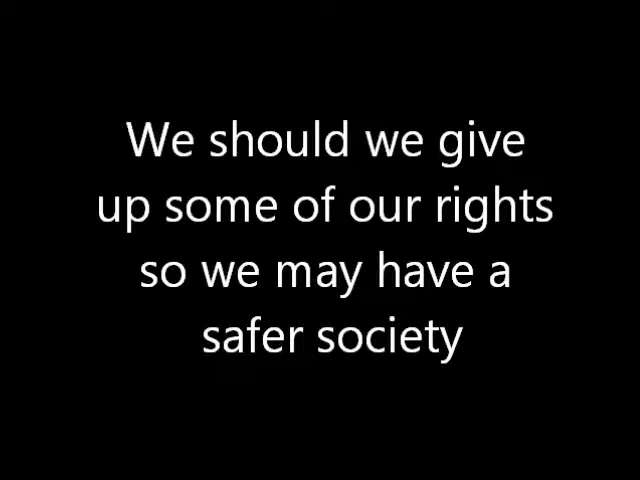 We should we give
up some of our rights
so we may have a
safer society